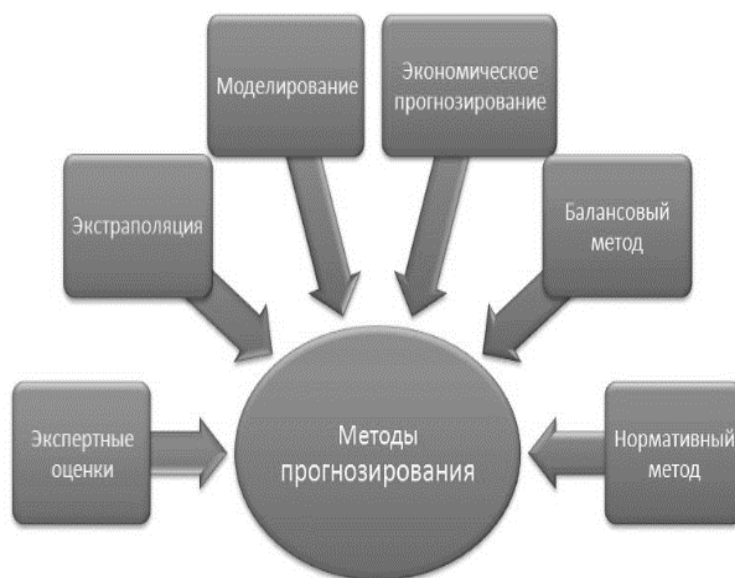 Моделирование
Экономическое
прогнозирование
Экстраполяция
Балансовый
метод
Экспертные
оценки
Методы
прогнозирования
Нормативный
метод